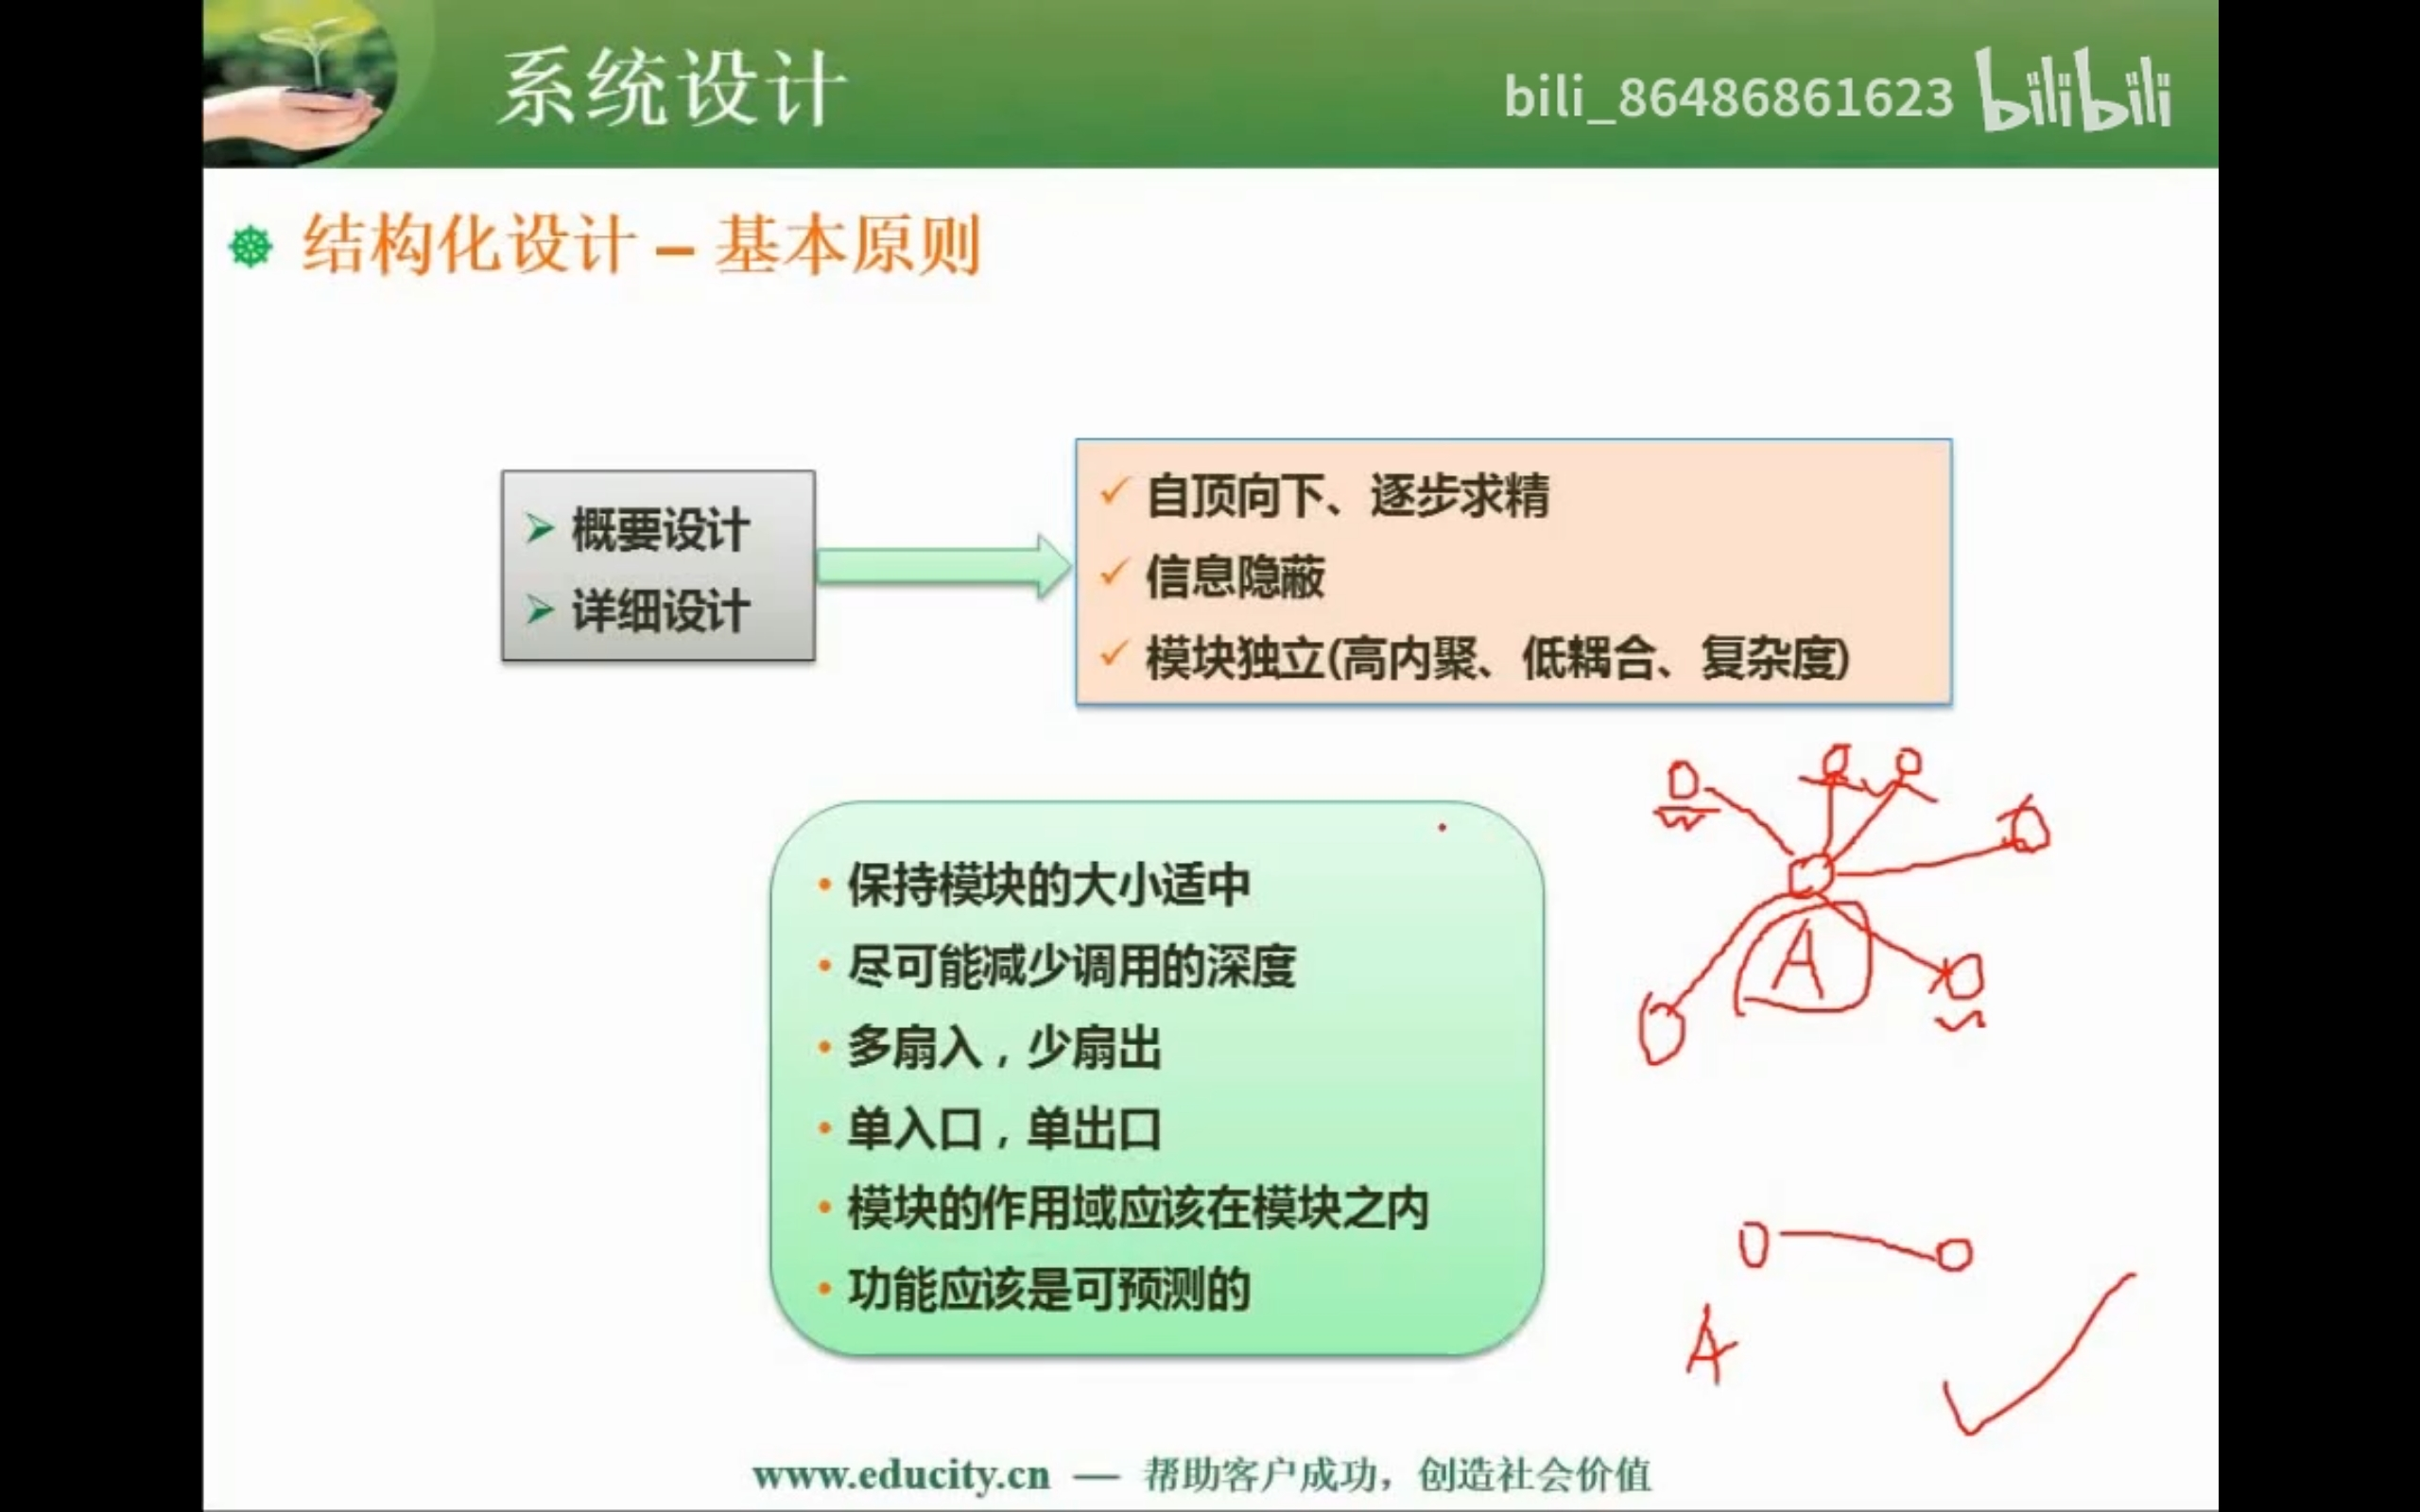 系统设计
bili_86486861623 bilibili
结构化设计 – 基本原则
概要设计
详细设计
自顶向下、逐步求精
信息隐蔽
模块独立(高内聚、低耦合、复杂度)
保持模块的大小适中
尽可能减少调用的深度
多扇入，少扇出
单入口，单出口
模块的作用域应该在模块之内
功能应该是可预测的
A
A
www.educity.cn — 帮助客户成功，创造社会价值